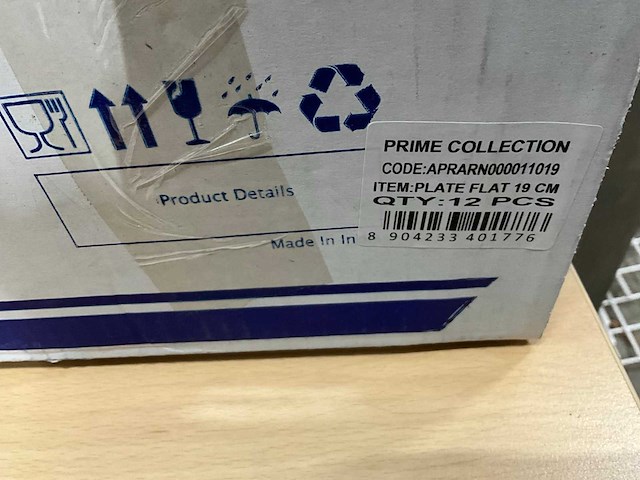 PRIME COLLECTION
CODE:APRARN000011019
ITEM:PLATE FLAT 19 CM
QTY:12 PCS
8 904233 401776
Product Details
Made In In